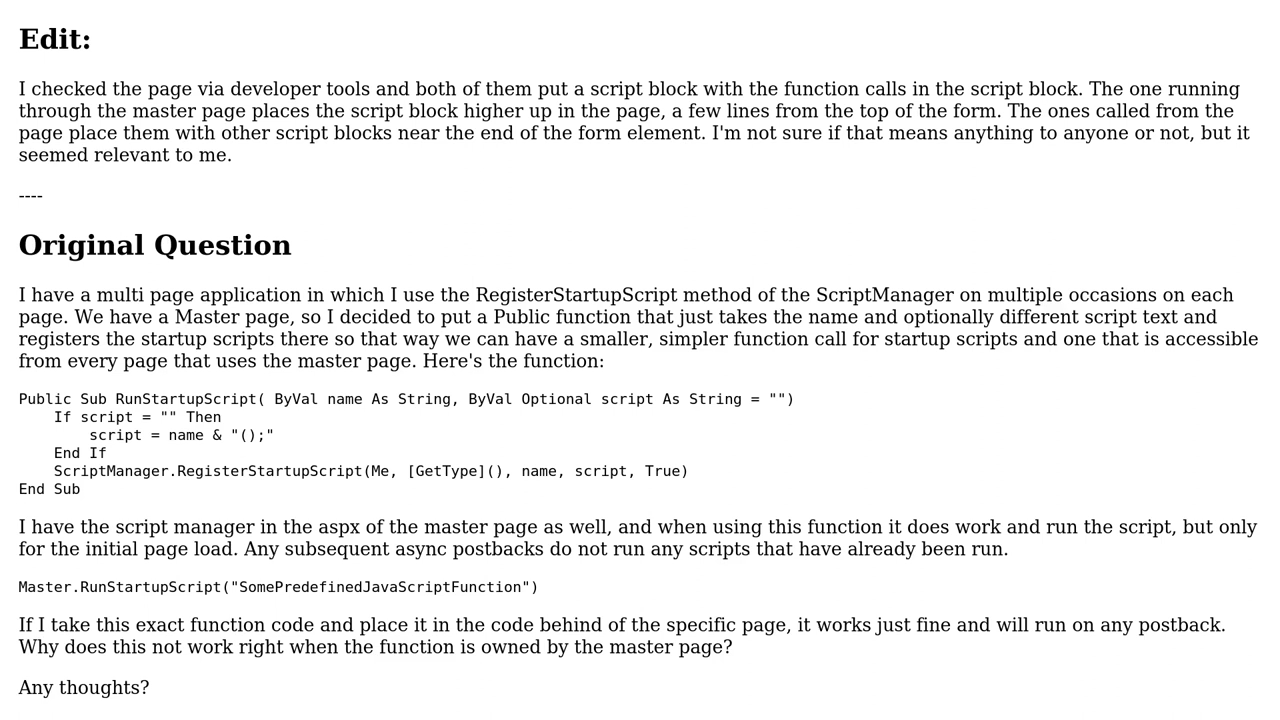 Edit:
I checked the page via developer tools and both of them put a script block with the function calls in the script block. The one running
through the master page places the script block higher up in the page, a few lines from the top of the form. The ones called from the
page place them with other script blocks near the end of the form element. I'm not sure if that means anything to anyone or not, but it
seemed relevant to me.
----
Original Question
I have a multi page application in which I use the RegisterStartupScript method of the ScriptManager on multiple occasions on each
page. We have a Master page, so I decided to put a Public function that just takes the name and optionally different script text and
registers the startup scripts there so that way we can have a smaller, simpler function call for startup scripts and one that is accessible
from every page that uses the master page. Here's the function:
Public Sub RunStartupScript( ByVal name As String, ByVal Optional script As String = "")
    If script = "" Then
        script = name & "();"
    End If
    ScriptManager.RegisterStartupScript(Me, [GetType](), name, script, True)
End Sub
I have the script manager in the aspx of the master page as well, and when using this function it does work and run the script, but only
for the initial page load. Any subsequent async postbacks do not run any scripts that have already been run.
Master.RunStartupScript("SomePredefinedJavaScriptFunction")
If I take this exact function code and place it in the code behind of the specific page, it works just fine and will run on any postback.
Why does this not work right when the function is owned by the master page?
Any thoughts?